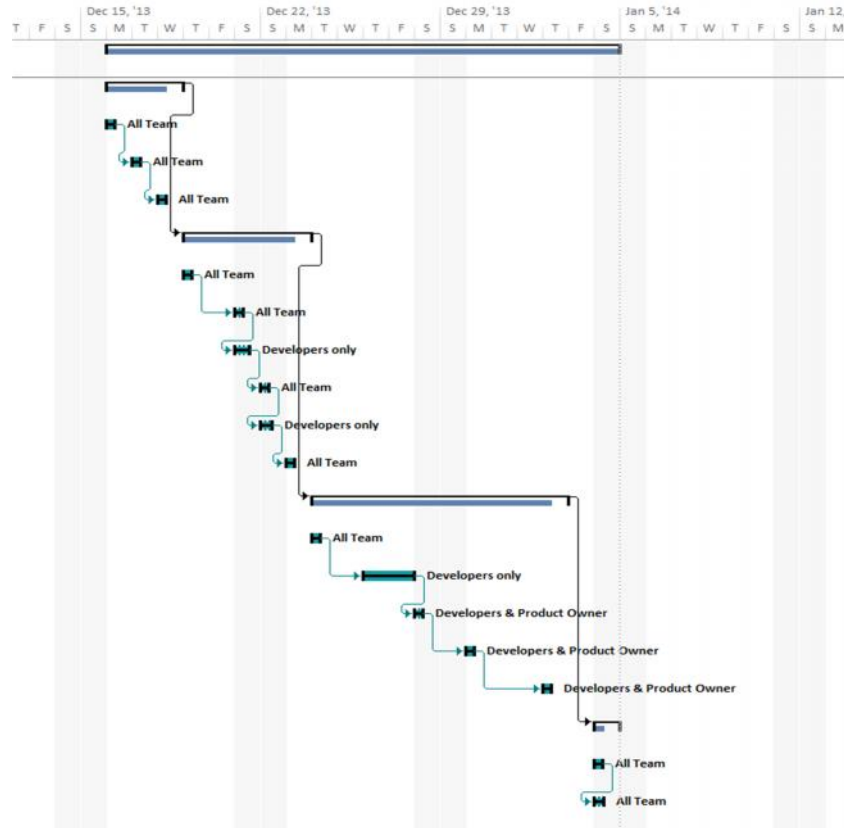 Dec 15, '13 Dec 22, '13 Dec 29, '13 Jan 5, '14 Jan 12,
T F S S M T W T F S S M T W T F S S M T W T F S S M T W T F S S M
All Team
All Team
All Team
All Team
All Team
Developers only
All Team
Developers only
All Team
All Team
Developers only
Developers & Product Owner
Developers & Product Owner
Developers & Product Owner
All Team
All Team